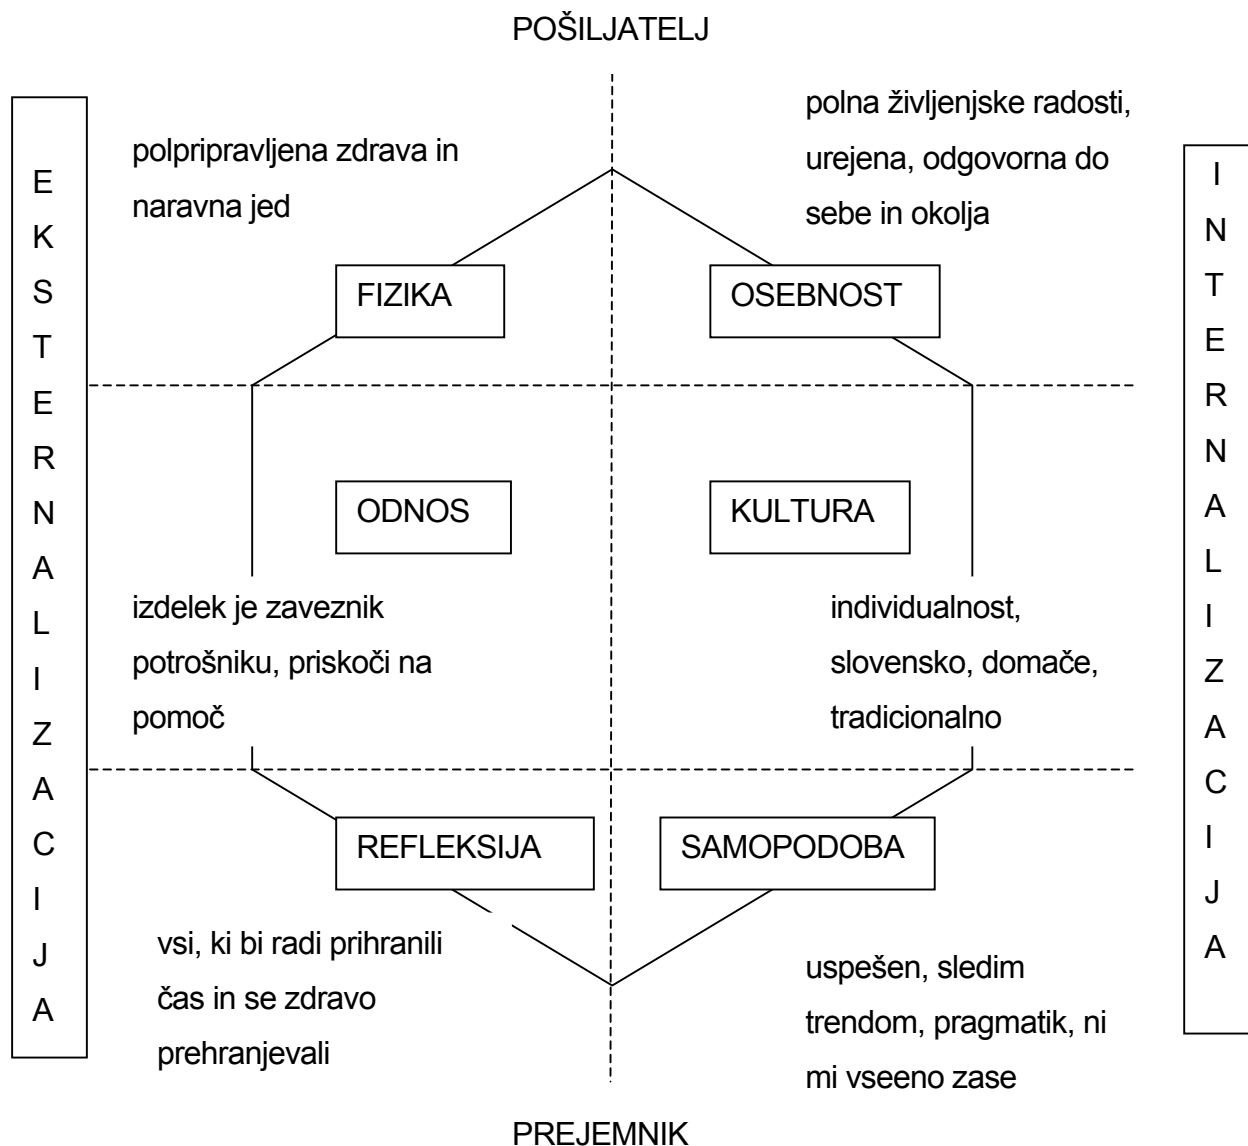 POŠILJATELJ
EKSTERNALIZACIJA
polpripravljena zdrava in
naravna jed
polna življenjske radosti,
urejena, odgovorna do
sebe in okolja
INTERNALIZACIJA
FIZIKA
OSEBNOST
ODNOS
KULTURA
izdelek je zaveznik
potrošniku, priskoči na
pomoč
individualnost,
slovensko, domače,
tradicionalno
REFLEKSIJA
SAMOPODOBA
vsi, ki bi radi prihranili
čas in se zdravo
prehranjevali
uspešen, sledim
trendom, pragmatik, ni
mi vseeno zase
PREJEMNIK